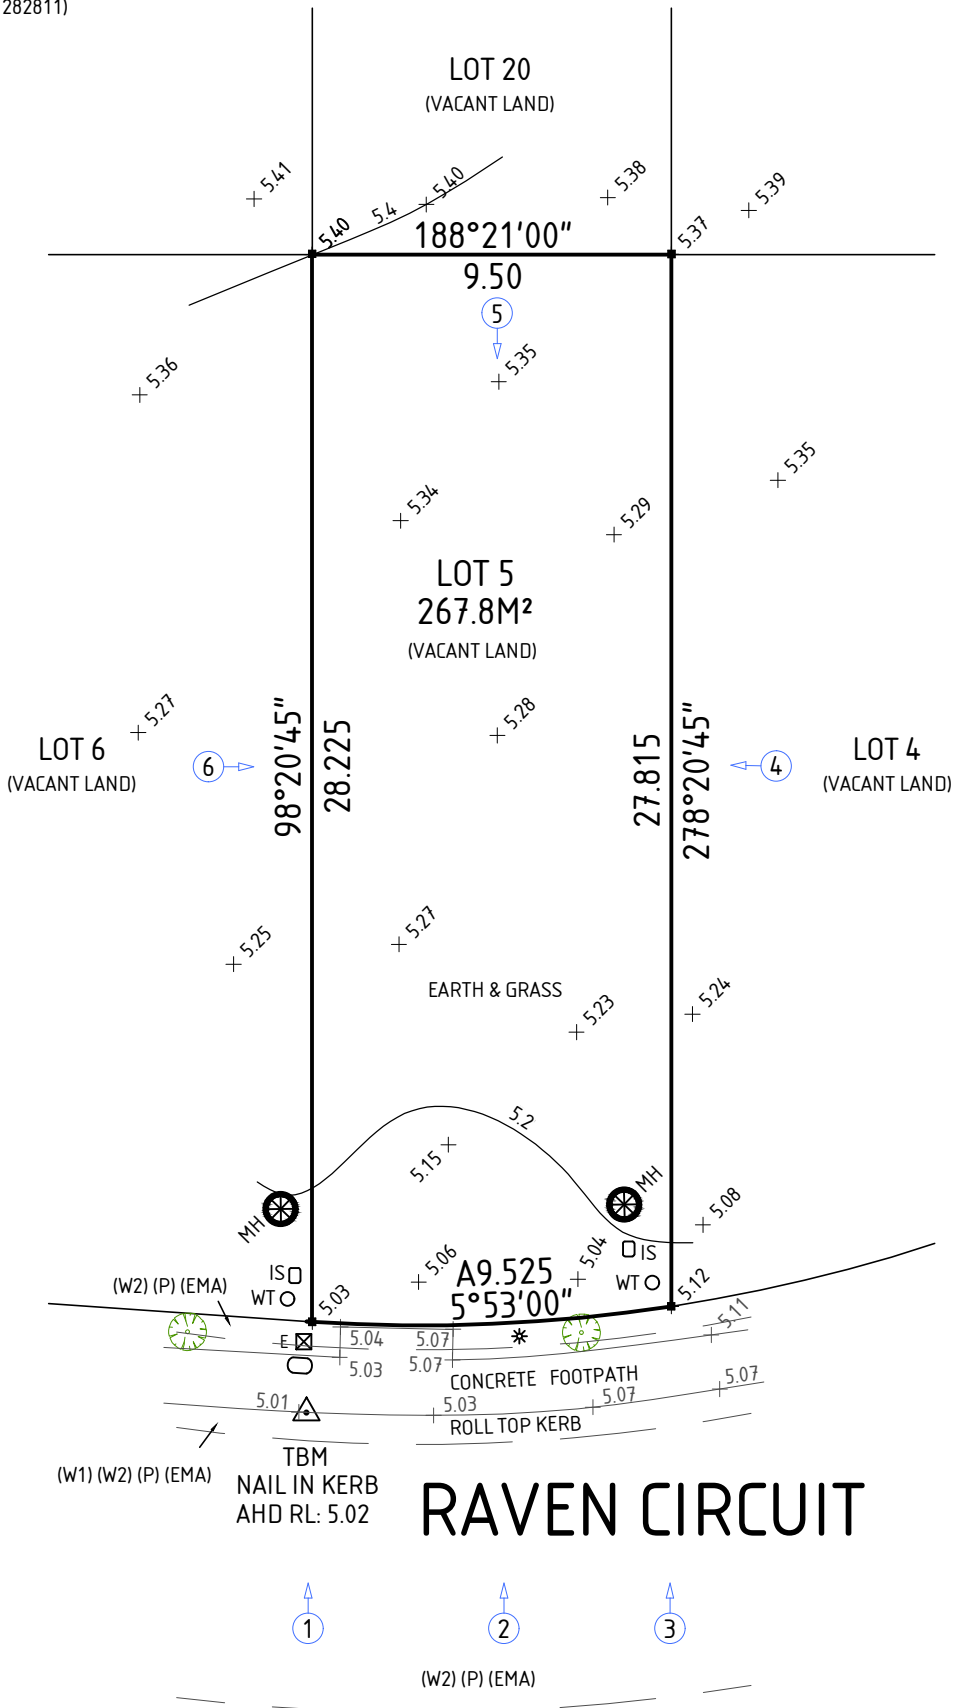 282811)
LOT 20
(VACANT LAND)
5.41
5.40
5.4
5.40
5.38
5.39
5.37
188°21'00"
9.50
5
5.36
5.35
5.34
5.29
5.35
LOT 5
267.8M²
(VACANT LAND)
5.27
5.28
LOT 6
(VACANT LAND)
6
98°20'45"
28.225
27.815
278°20'45"
4
LOT 4
(VACANT LAND)
5.25
5.27
EARTH & GRASS
5.23
5.24
5.2
5.15
MH
MH
5.08
IS
WT
5.06
A9.525
5°53'00"
5.04
IS
WT
5.12
(W2) (P) (EMA)
5.03
5.11
E
5.04
5.07
5.03
5.07
CONCRETE FOOTPATH
5.07
5.01
5.03
5.07
ROLL TOP KERB
(W1) (W2) (P) (EMA)
TBM
NAIL IN KERB
AHD RL: 5.02
RAVEN CIRCUIT
1
2
3
(W2) (P) (EMA)